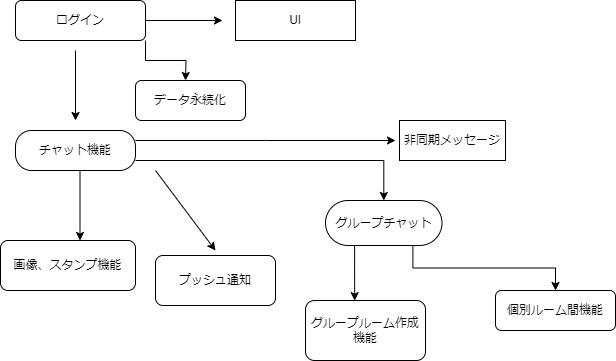 ログイン
UI
データ永続化
チャット機能
非同期メッセージ
グループチャット
画像、スタンプ機能
プッシュ通知
グループルーム作成
機能
個別ルーム間機能